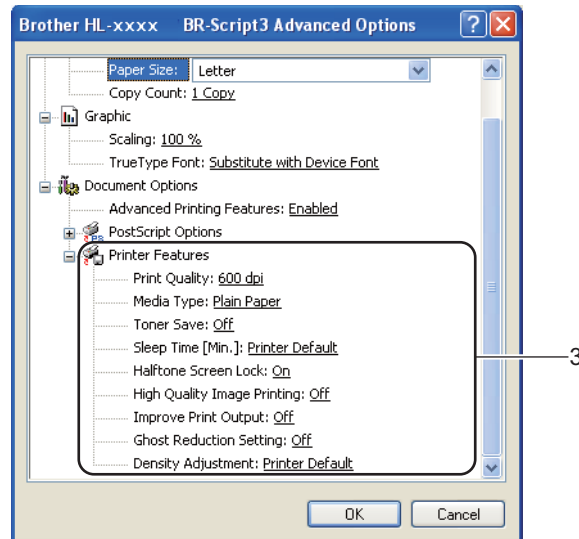 Brother HL-xxxx BR-Script3 Advanced Options
Paper Size: Letter
Copy Count: 1 Copy
Graphic
Scaling: 100 %
TrueType Font: Substitute with Device Font
Document Options
Advanced Printing Features: Enabled
PostScript Options
Printer Features
Print Quality: 600 dpi
Media Type: Plain Paper
Toner Save: Off
Sleep Time [Min.]: Printer Default
3
Halftone Screen Lock: On
High Quality Image Printing: Off
Improve Print Output: Off
Ghost Reduction Setting: Off
Density Adjustment: Printer Default
OK Cancel